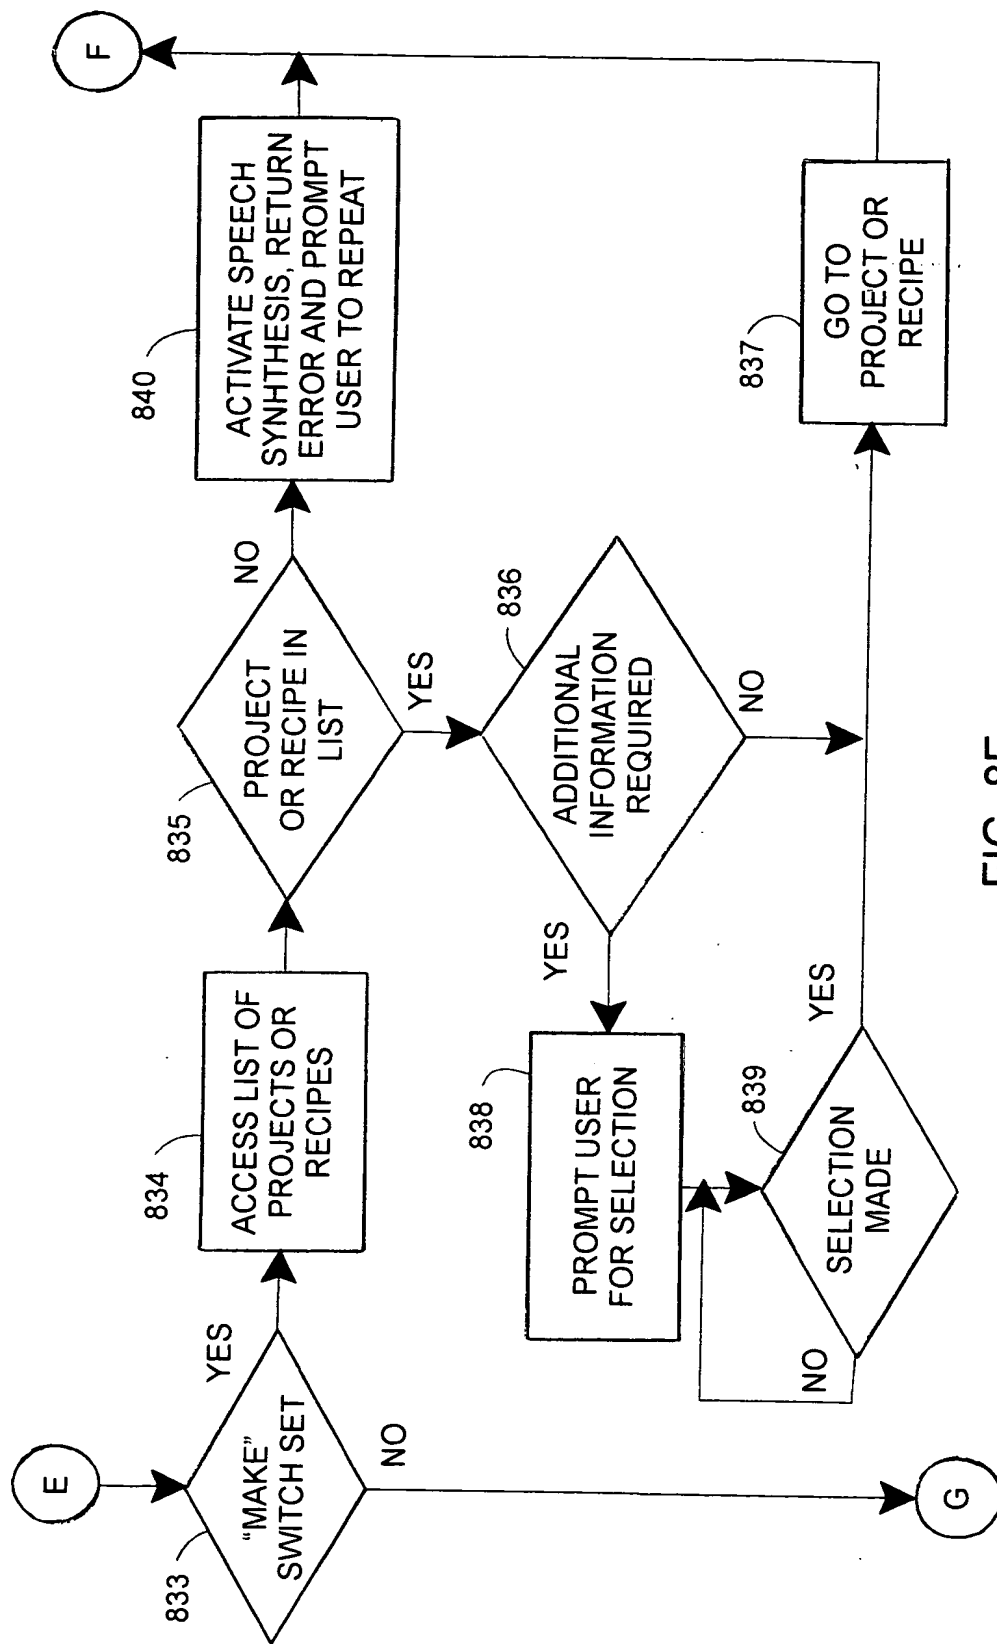 E
833
"MAKE"
SWITCH SET
YES
NO
G
834
ACCESS LIST OF
PROJECTS OR
RECIPES
835
PROJECT
OR RECIPE IN
LIST
NO
YES
840
ACTIVATE SPEECH
SYNHTHESIS, RETURN
ERROR AND PROMPT
USER TO REPEAT
F
836
ADDITIONAL
INFORMATION
REQUIRED
YES
NO
838
PROMPT USER
FOR SELECTION
839
SELECTION
MADE
NO
YES
837
GO TO
PROJECT OR
RECIPE
FIG